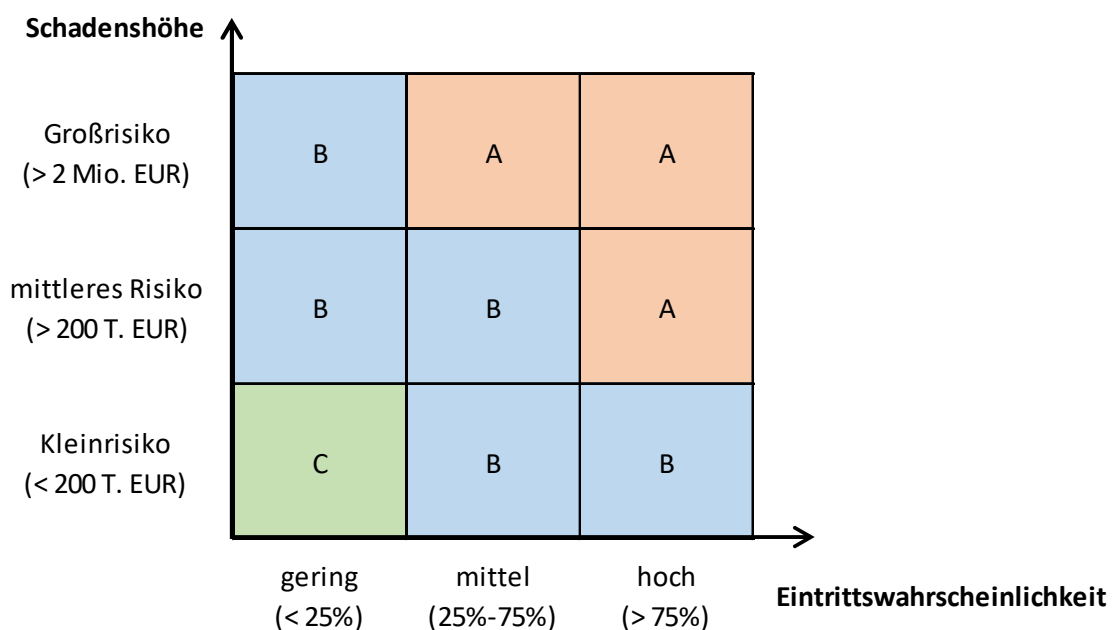 Schadenshöhe
Großrisiko
(> 2 Mio. EUR)
B
A
A
mittleres Risiko
(> 200 T. EUR)
B
B
A
Kleinrisiko
(< 200 T. EUR)
C
B
B
gering
(< 25%)
mittel
(25%-75%)
hoch
(> 75%)
Eintrittswahrscheinlichkeit